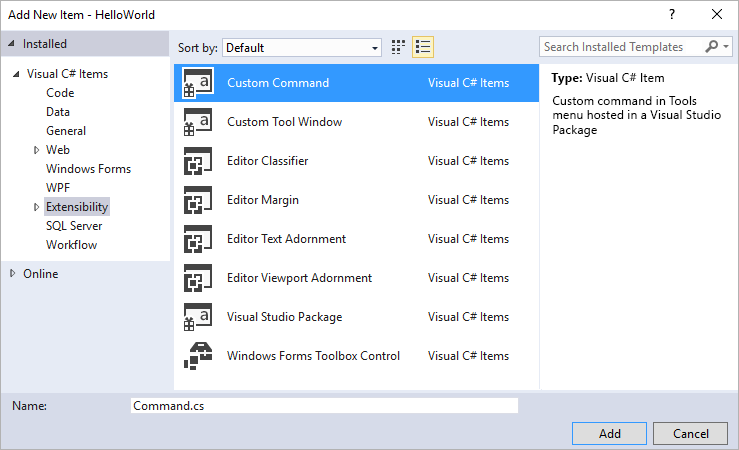 Add New Item - HelloWorld
Installed
Sort by: Default
Search Installed Templates
Visual C# Items
Code
Data
General
Web
Windows Forms
WPF
Extensibility
SQL Server
Workflow
Online
Custom Command Visual C# Items
Custom Tool Window Visual C# Items
Editor Classifier Visual C# Items
Editor Margin Visual C# Items
Editor Text Adornment Visual C# Items
Editor Viewport Adornment Visual C# Items
Visual Studio Package Visual C# Items
Windows Forms Toolbox Control Visual C# Items
Type: Visual C# Item
Custom command in Tools
menu hosted in a Visual Studio
Package
Name: Command.cs
Add Cancel